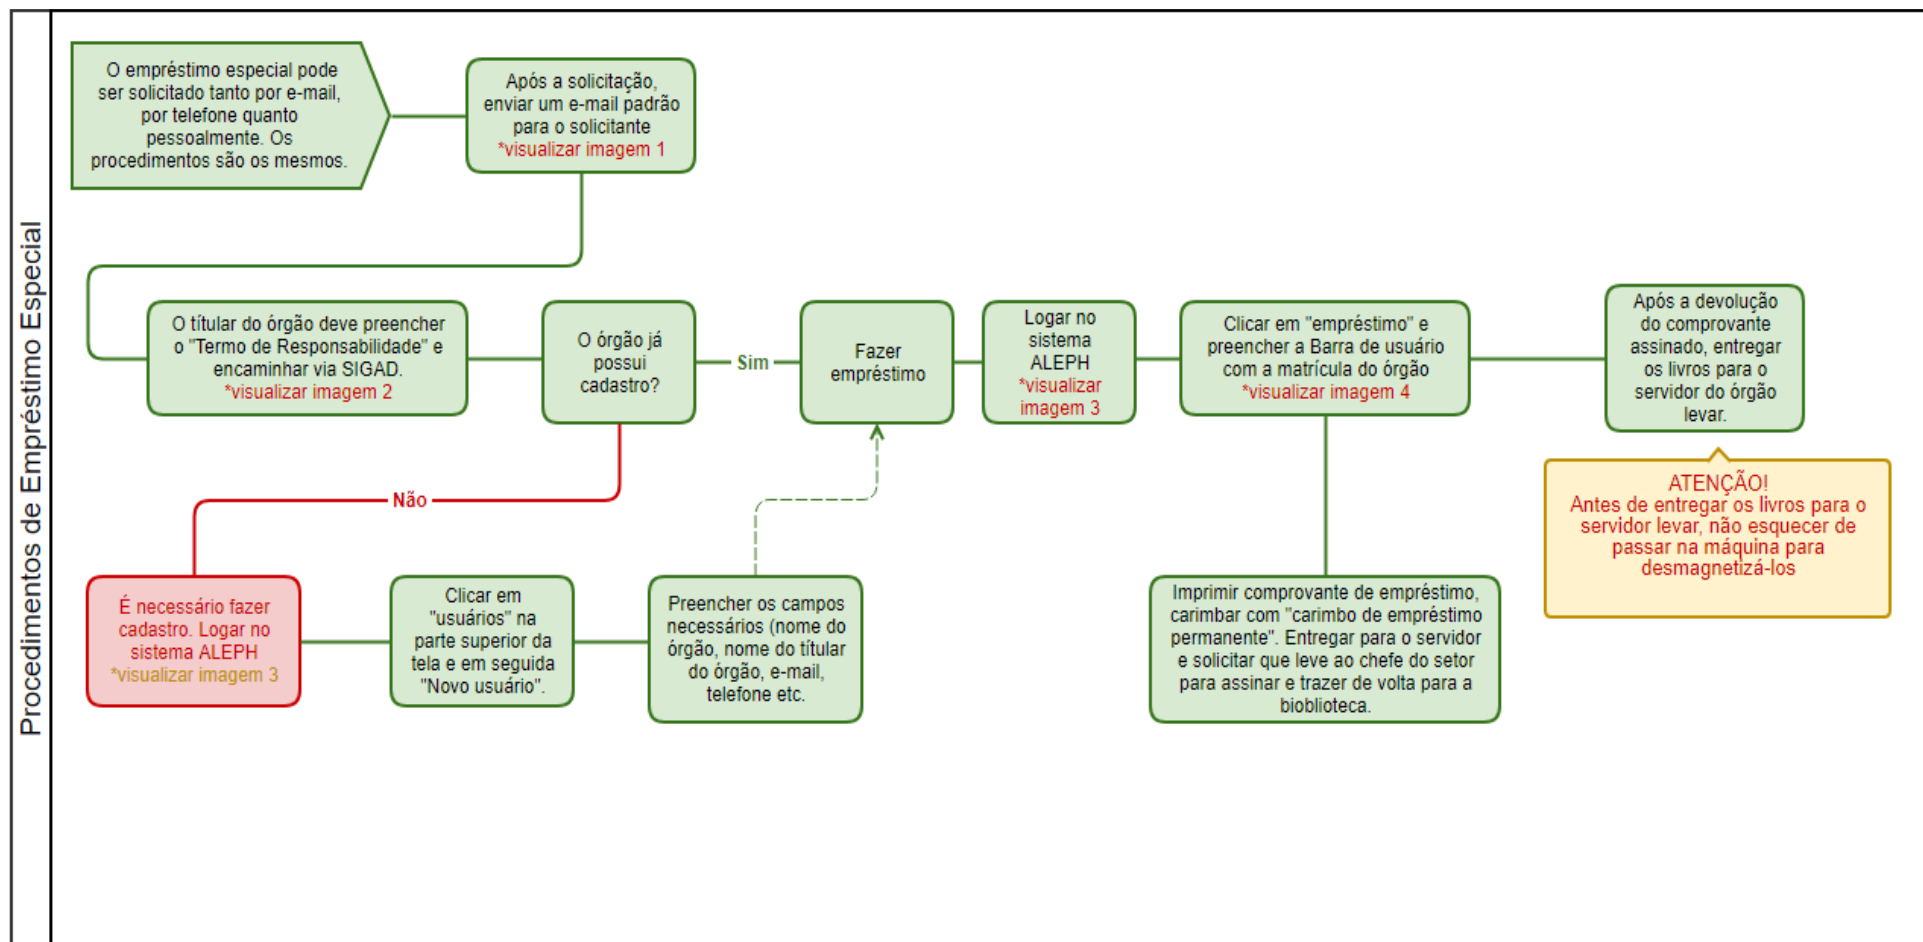 Procedimentos de Empréstimo Especial
O empréstimo especial pode
ser solicitado tanto por e-mail,
por telefone quanto
pessoalmente. Os
procedimentos são os mesmos.
Após a solicitação,
enviar um e-mail padrão
para o solicitante
*visualizar imagem 1
O títular do órgão deve preencher
o "Termo de Responsabilidade" e
encaminhar via SIGAD.
*visualizar imagem 2
O órgão já
possui
cadastro?
Sim
Fazer
empréstimo
Logar no
sistema
ALEPH
*visualizar
imagem 3
Clicar em "empréstimo" e
preencher a Barra de usuário
com a matrícula do órgão
*visualizar imagem 4
Após a devolução
do comprovante
assinado, entregar
os livros para o
servidor do órgão
levar.
ATENÇÃO!
Antes de entregar os livros para o
servidor levar, não esquecer de
passar na máquina para
desmagnetizá-los
Não
É necessário fazer
cadastro. Logar no
sistema ALEPH
*visualizar imagem 3
Clicar em
"usuários" na
parte superior da
tela e em seguida
"Novo usuário".
Preencher os campos
necessários (nome do
órgão, nome do títular
do órgão, e-mail,
telefone etc.
Imprimir comprovante de empréstimo,
carimbar com "carimbo de empréstimo
permanente". Entregar para o servidor
e solicitar que leve ao chefe do setor
para assinar e trazer de volta para a
bioblioteca.